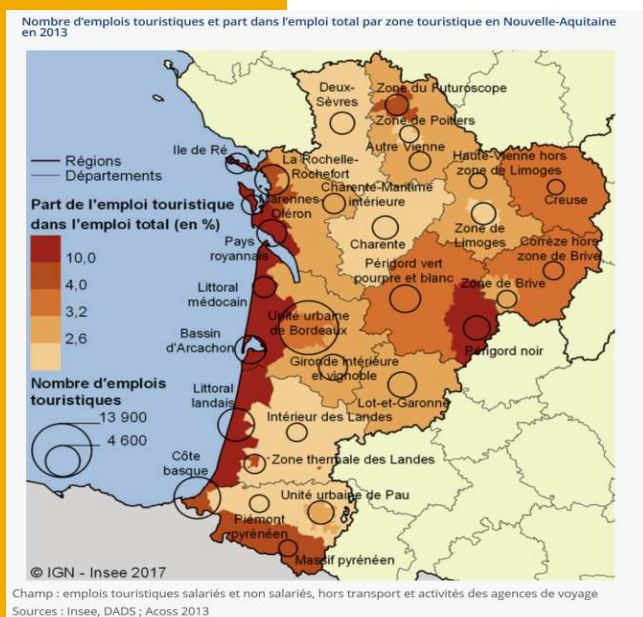 Nombre d'emplois touristiques et part dans l'emploi total par zone touristique en Nouvelle-Aquitaine
en 2013
Deux-
Sèvres
Zone du Futuroscope
Zone de Poitiers
Autre Vienne
Ile de Ré
La Rochelle-
Rochefort
Haute-Vienne hors
zone de Limoges
Régions
Départements
Marennes-
Oléron
Charente-Maritime
intérieure
Creuse
Part de l'emploi touristique
dans l'emploi total (en %)
Pays
royannais
Charente
Zone de
Limoges
Corrèze hors
zone de Brive
10,0
4,0
3,2
2,6
Périgord vert
pourpre et blanc
Littoral
médocain
Zone de Brive
Unité urbaine
de Bordeaux
Bassin
d'Arcachon
Périgord noir
Gironde intérieure
et vignoble
Nombre d'emplois
touristiques
13 900
4 600
Littoral
landais
Lot-et-Garonne
Intérieur des Landes
Côte
basque
Zone thermale des Landes
Unité urbaine de Pau
Piémont
pyrénéen
Massif pyrénéen
© IGN - Insee 2017
Champ : emplois touristiques salariés et non salariés, hors transport et activités des agences de voyage
Sources : Insee, DADS ; Acoss 2013